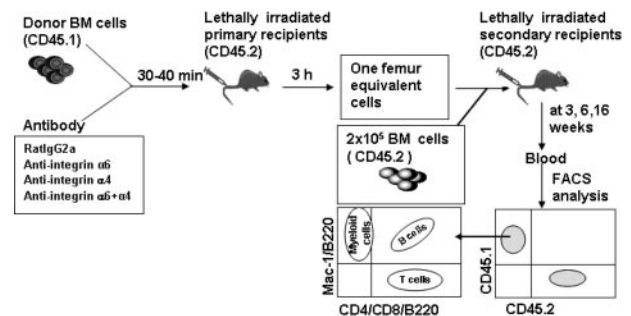 Donor BM cells
(CD45.1)
30-40 min
Antibody
RatIgG2a
Anti-integrin α6
Anti-integrin α4
Anti-integrin α6+α4
Lethally irradiated
primary recipients
(CD45.2)
3 h
One femur
equivalent
cells
2x10⁵ BM cells
( CD45.2)
Lethally irradiated
secondary recipients
(CD45.2)
at 3, 6,16
weeks
Blood
FACS
analysis
Mac-1/B220
Myeloid
cells
B cells
T cells
CD4/CD8/B220
CD45.1
CD45.2